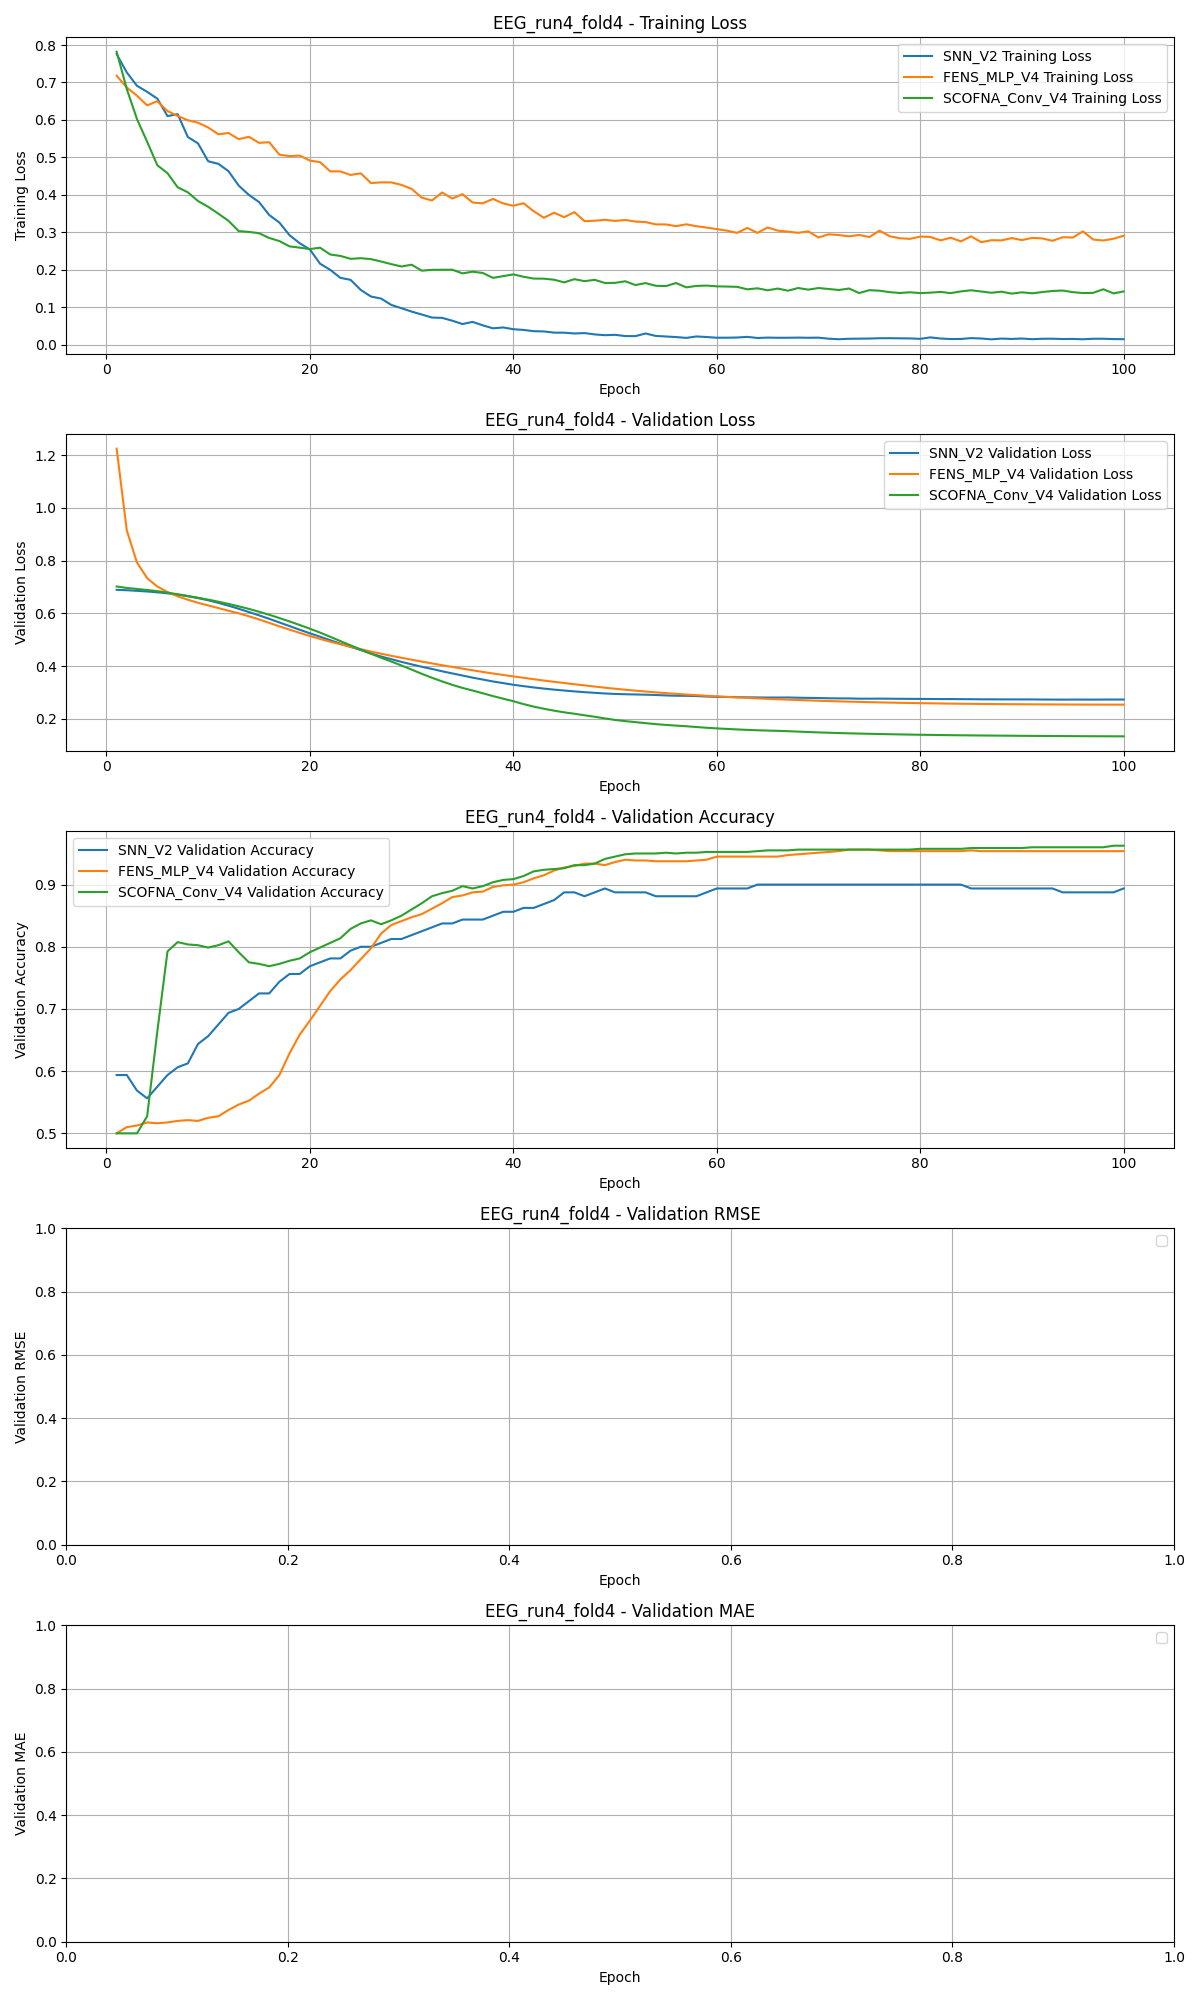 EEG_run4_fold4 - Training Loss
SNN_V2 Training Loss
FENS_MLP_V4 Training Loss
SCOFNA_Conv_V4 Training Loss
Training Loss
0.8
0.7
0.6
0.5
0.4
0.3
0.2
0.1
0.0
0 20 40 60 80 100
Epoch
EEG_run4_fold4 - Validation Loss
SNN_V2 Validation Loss
FENS_MLP_V4 Validation Loss
SCOFNA_Conv_V4 Validation Loss
Validation Loss
1.2
1.0
0.8
0.6
0.4
0.2
0 20 40 60 80 100
Epoch
EEG_run4_fold4 - Validation Accuracy
SNN_V2 Validation Accuracy
FENS_MLP_V4 Validation Accuracy
SCOFNA_Conv_V4 Validation Accuracy
Validation Accuracy
0.9
0.8
0.7
0.6
0.5
0 20 40 60 80 100
Epoch
EEG_run4_fold4 - Validation RMSE
Validation RMSE
1.0
0.8
0.6
0.4
0.2
0.0
0.0 0.2 0.4 0.6 0.8 1.0
Epoch
EEG_run4_fold4 - Validation MAE
Validation MAE
1.0
0.8
0.6
0.4
0.2
0.0
0.0 0.2 0.4 0.6 0.8 1.0
Epoch